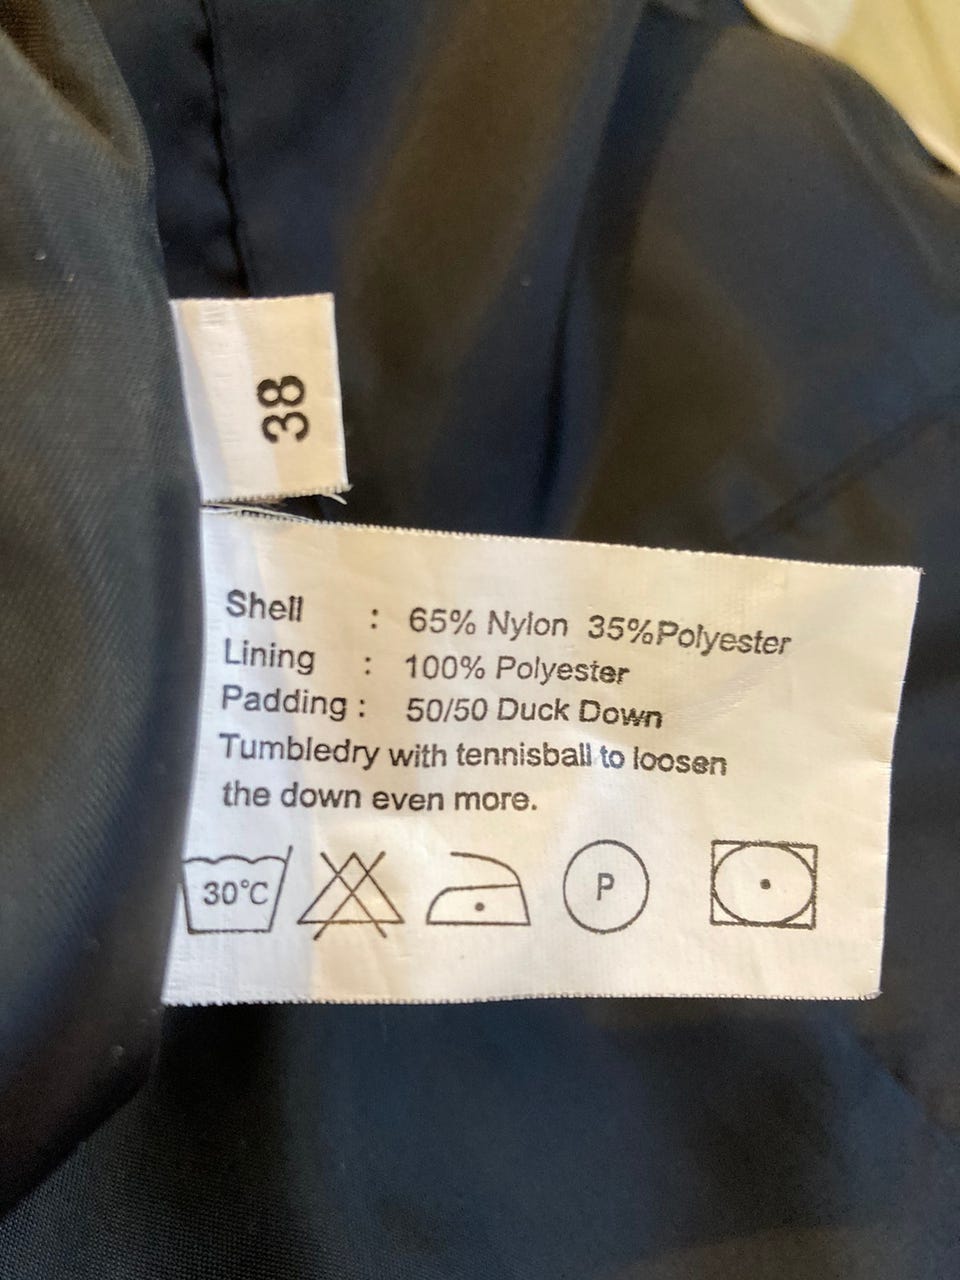 38
Shell : 65% Nylon 35%Polyester
Lining : 100% Polyester
Padding : 50/50 Duck Down
Tumbledry with tennisball to loosen
the down even more.
30°C P